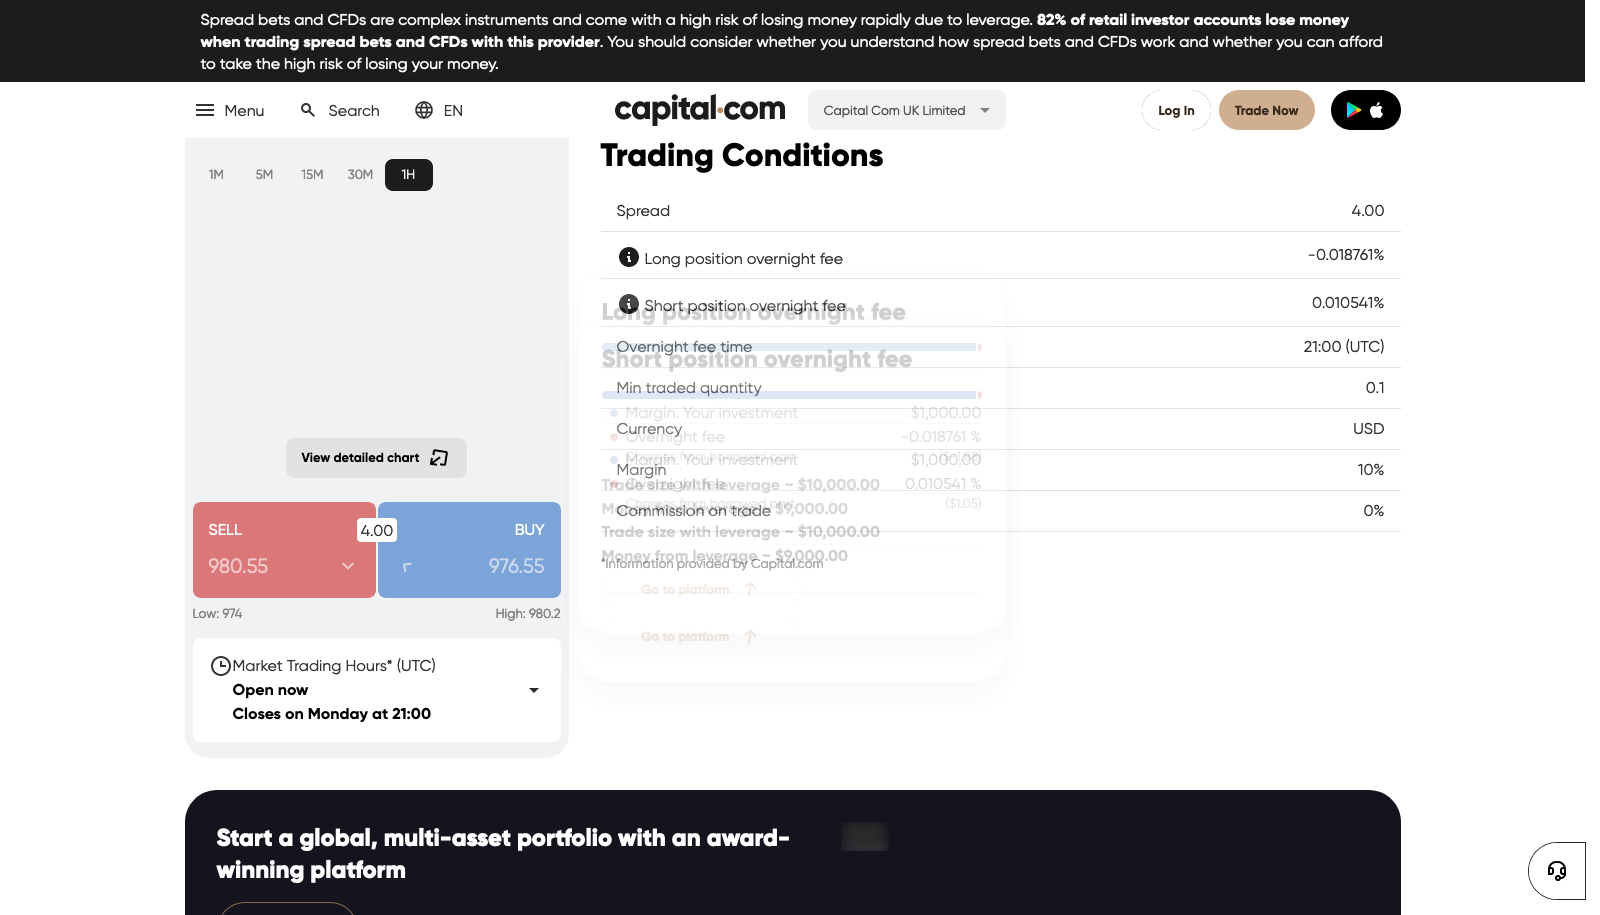 Spread bets and CFDs are complex instruments and come with a high risk of losing money rapidly due to leverage. 82% of retail investor accounts lose money
when trading spread bets and CFDs with this provider. You should consider whether you understand how spread bets and CFDs work and whether you can afford
to take the high risk of losing your money.
Menu
Search
EN
capital.com
Capital Com UK Limited
Log In
Trade Now
1M 5M 15M 30M 1H
View detailed chart
SELL
4.00
BUY
980.55
976.55
Low: 974
High: 980.2
Market Trading Hours* (UTC)
Open now
Closes on Monday at 21:00
Trading Conditions
Spread 4.00
Long position overnight fee -0.018761%
Short position overnight fee 0.010541%
Overnight fee time 21:00 (UTC)
Min traded quantity 0.1
Currency USD
Margin 10%
Commission on trade 0%
*Information provided by Capital.com
Long position overnight fee
Margin. Your investment $1,000.00
Overnight fee -0.018761 %
Trade size with leverage ~ $10,000.00
Money from leverage ~ $9,000.00
Go to platform
Short position overnight fee
Margin. Your investment $1,000.00
Overnight fee 0.010541 %
Charges from borrowed part ($1.05)
Trade size with leverage ~ $10,000.00
Money from leverage ~ $9,000.00
Go to platform
Start a global, multi-asset portfolio with an award-
winning platform